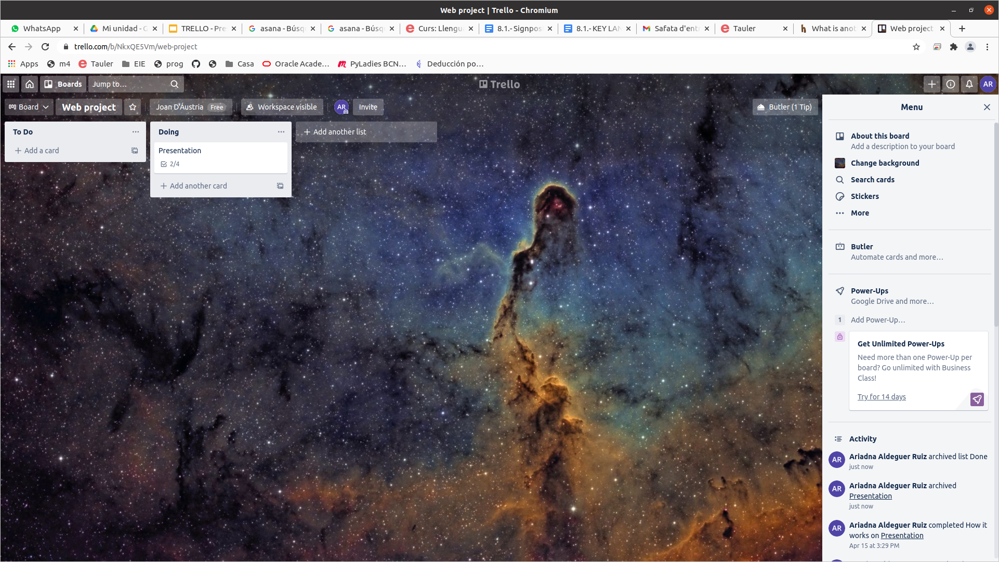 Web project | Trello - Chromium
WhatsApp
Mi unidad - G
TRELLO - Pre
asana - Búsq
asana - Búsq
Curs: Llengua
8.1.- Signpos
8.1.- KEY LAN
Safata d'entr
Tauler
What is anot
Web project
trello.com/b/NkxQE5Vm/web-project
Apps
m4
Tauler
EIE
prog
Casa
Oracle Acade…
PyLadies BCN…
Deducción po…
Boards
Jump to…
Trello
AR
Board
Web project
Joan D'Àustria Free
Workspace visible
AR
Invite
Butler (1 Tip)
To Do
Add a card
Doing
Presentation
2/4
Add another card
Add another list
Menu
About this board
Add a description to your board
Change background
Search cards
Stickers
More
Butler
Automate cards and more…
Power-Ups
Google Drive and more…
1 Add Power-Up…
Get Unlimited Power-Ups
Need more than one Power-Up per
board? Go unlimited with Business
Class!
Try for 14 days
Activity
AR Ariadna Aldeguer Ruiz archived list Done
just now
AR Ariadna Aldeguer Ruiz archived
Presentation
just now
AR Ariadna Aldeguer Ruiz completed How it
works on Presentation
Apr 15 at 3:29 PM